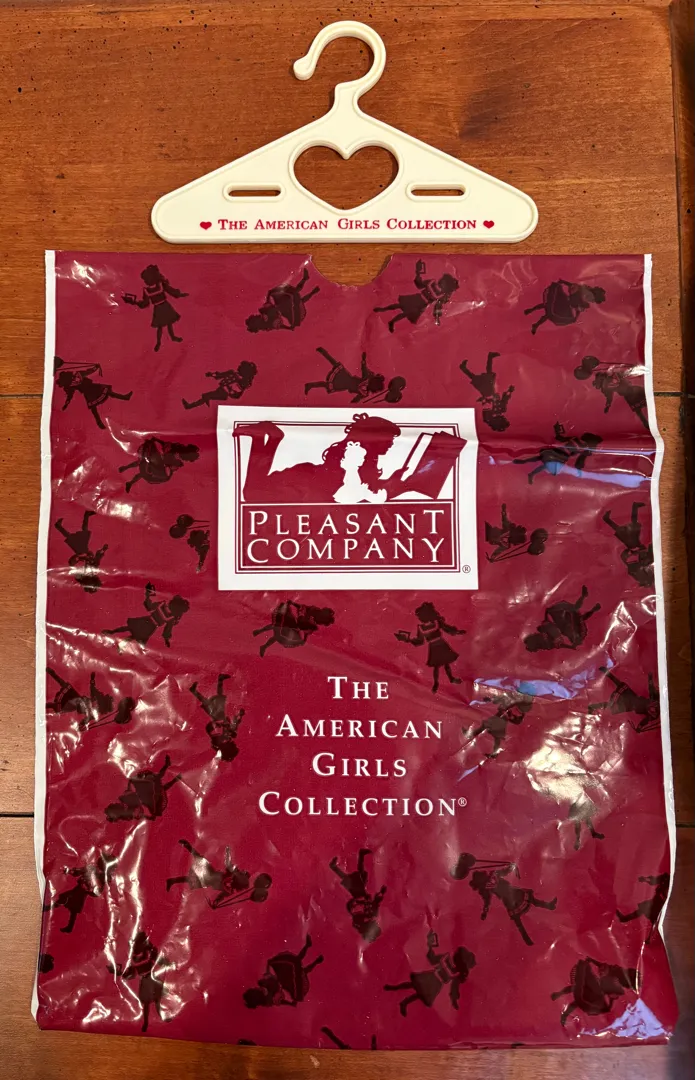 ♥ THE AMERICAN GIRLS COLLECTION ♥
PLEASANT
COMPANY®
THE
AMERICAN
GIRLS
COLLECTION®